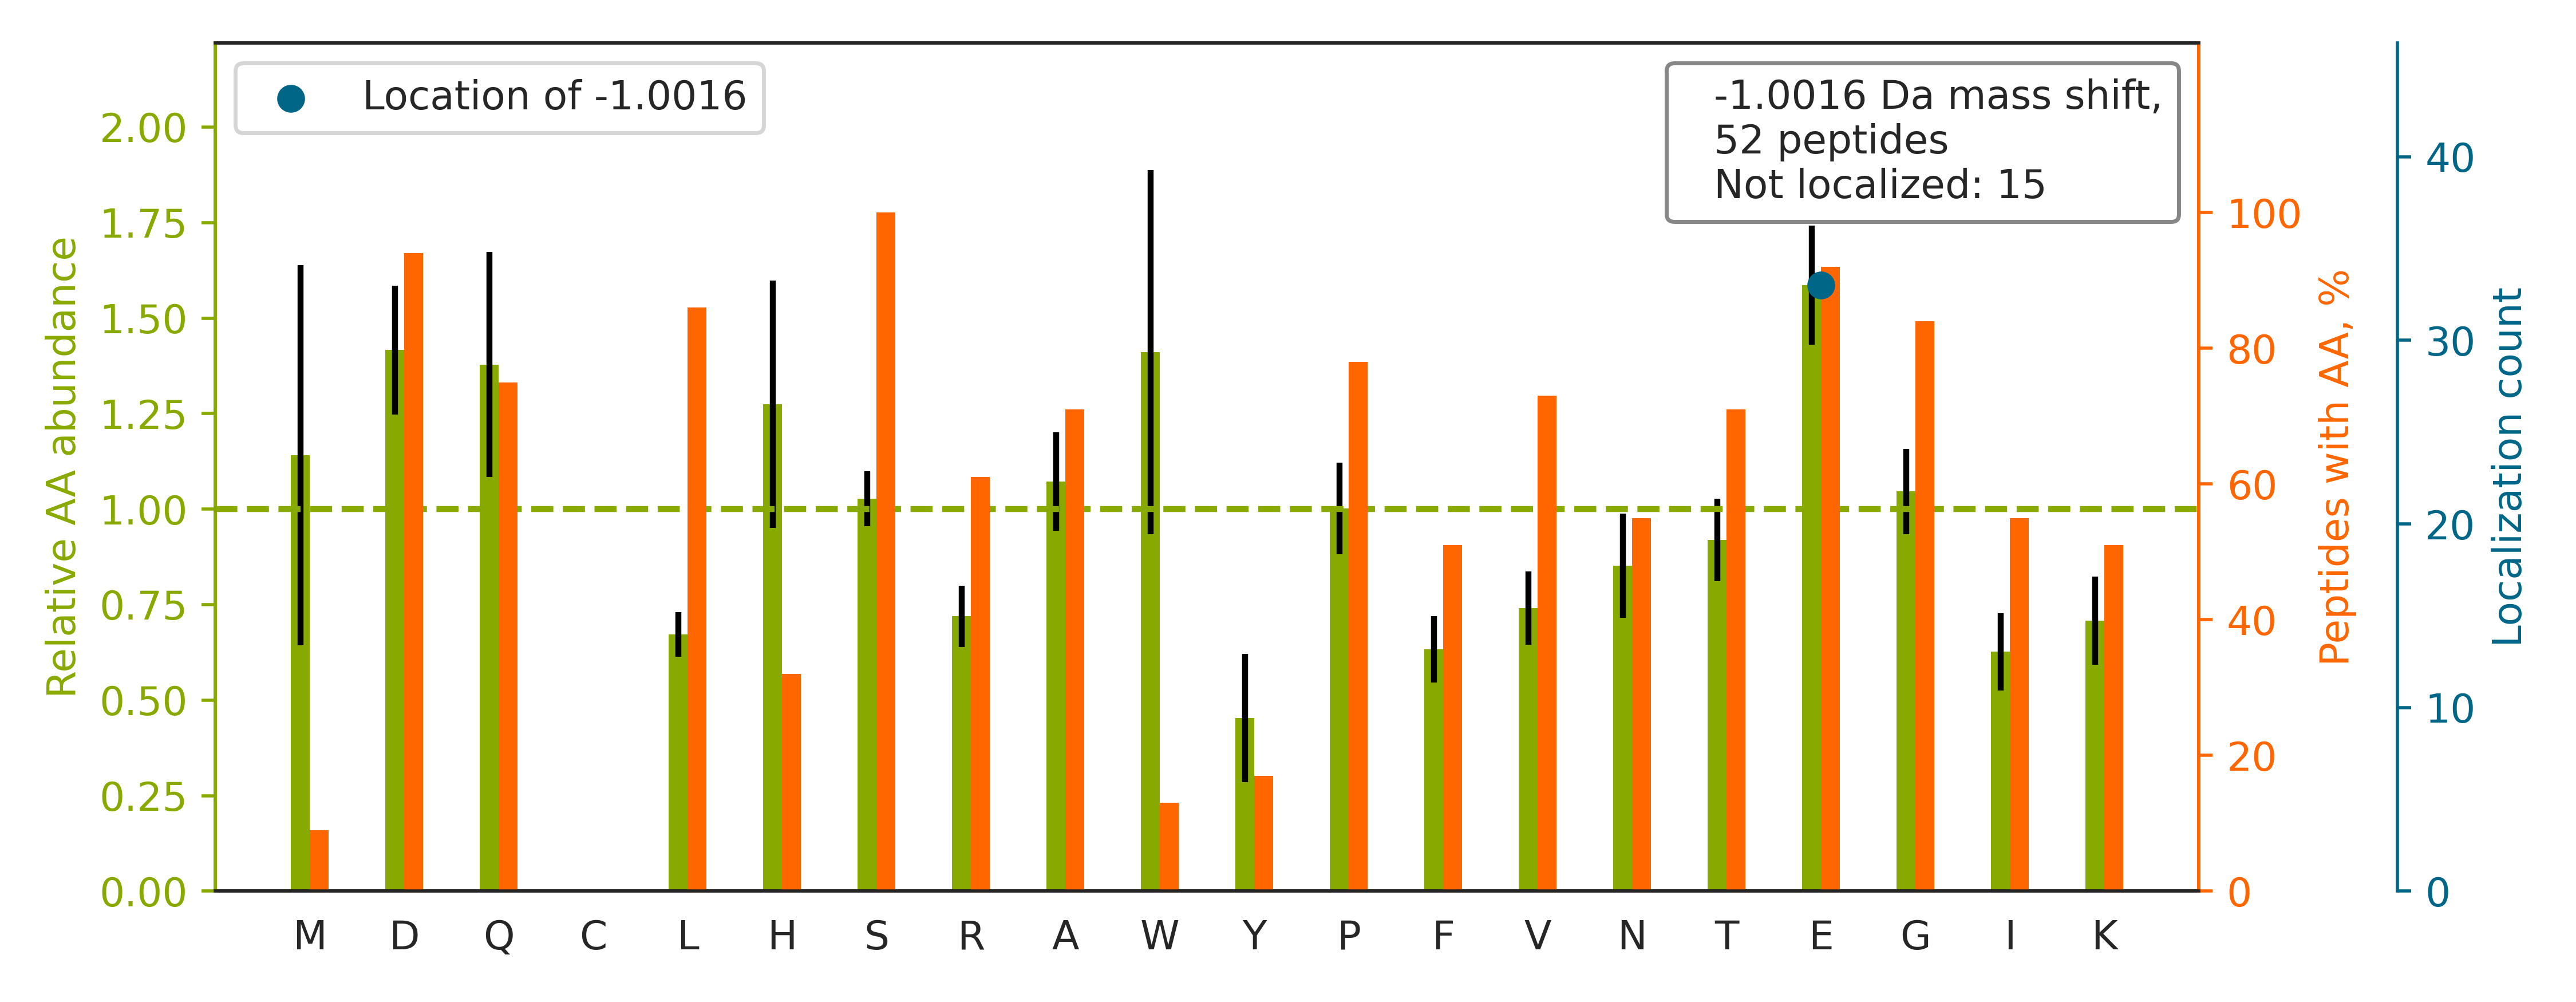 Location of -1.0016
-1.0016 Da mass shift,
52 peptides
Not localized: 15
Relative AA abundance
2.00
1.75
1.50
1.25
1.00
0.75
0.50
0.25
0.00
100
80
60
40
20
0
Peptides with AA, %
40
30
20
10
0
Localization count
M D Q C L H S R A W Y P F V N T E G I K